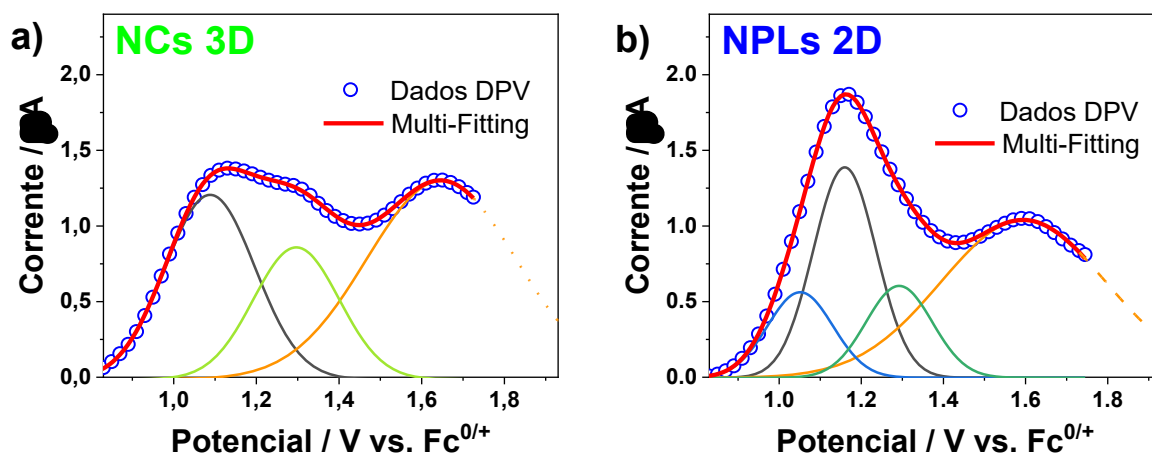 a)
NCs 3D
Dados DPV
Multi-Fitting
Corrente / A
2,0
1,5
1,0
0,5
0,0
1,0
1,2
1,4
1,6
1,8
Potencial / V vs. Fc⁰/⁺
b)
NPLs 2D
Dados DPV
Multi-Fitting
Corrente / A
2.0
1.5
1.0
0.5
0.0
1.0
1.2
1.4
1.6
1.8
Potencial / V vs. Fc⁰/⁺